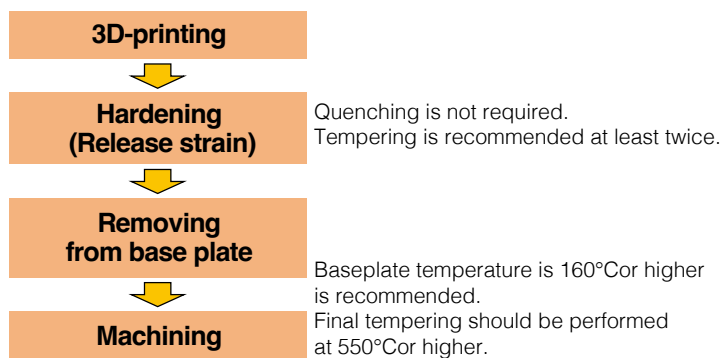 3D-printing
Hardening
(Release strain)
Quenching is not required.
Tempering is recommended at least twice.
Removing
from base plate
Baseplate temperature is 160°Cor higher
is recommended.
Machining
Final tempering should be performed
at 550°Cor higher.